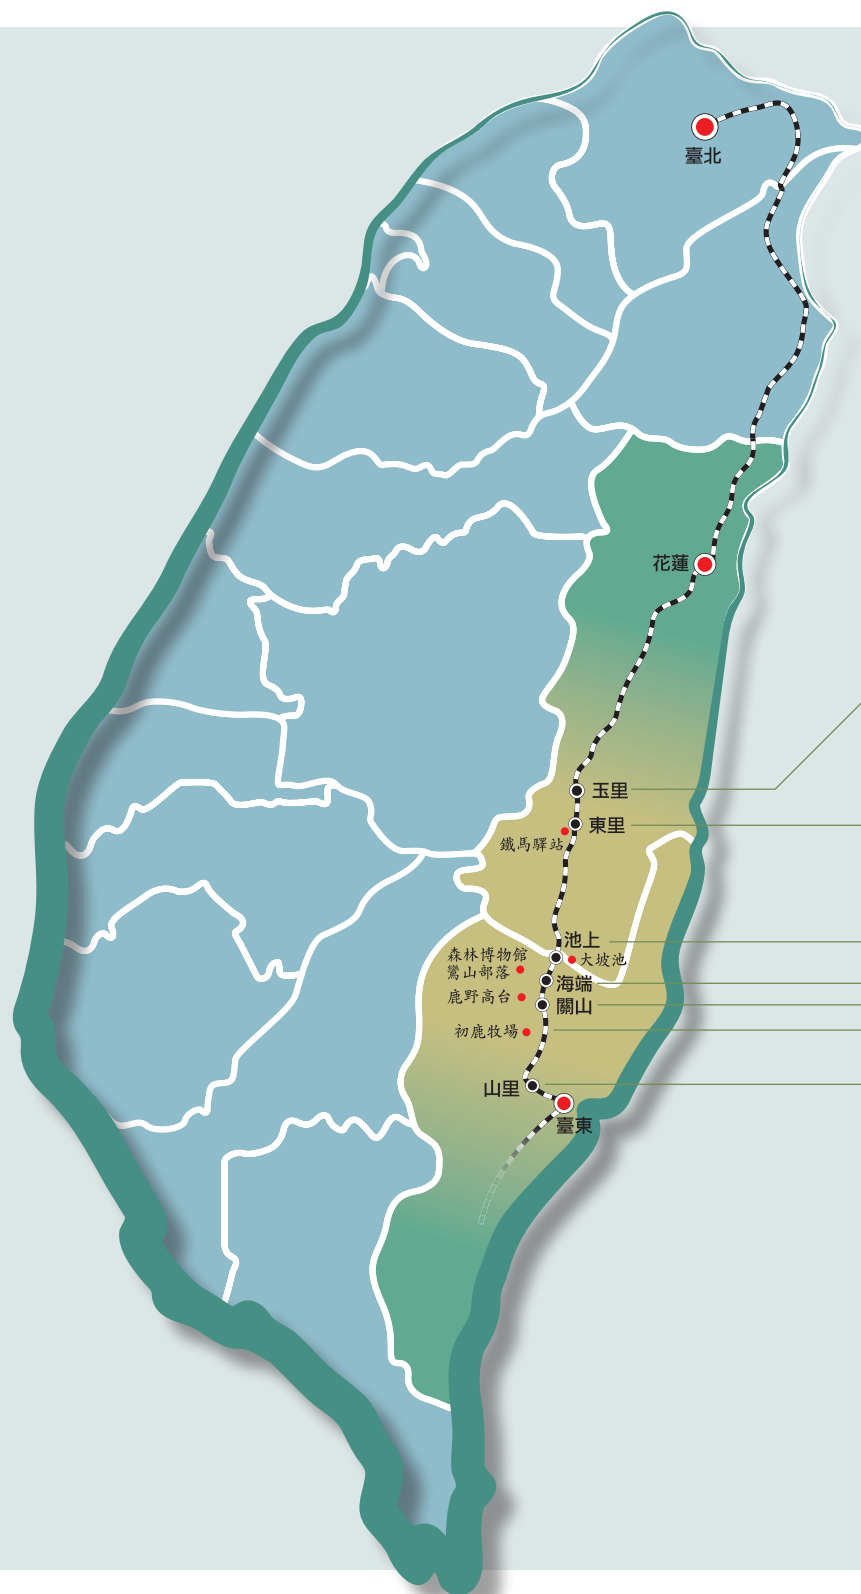 臺北
花蓮
玉里
東里
鐵馬驛站
池上
森林博物館
鸞山部落
大坡池
海端
鹿野高台
關山
初鹿牧場
山里
臺東